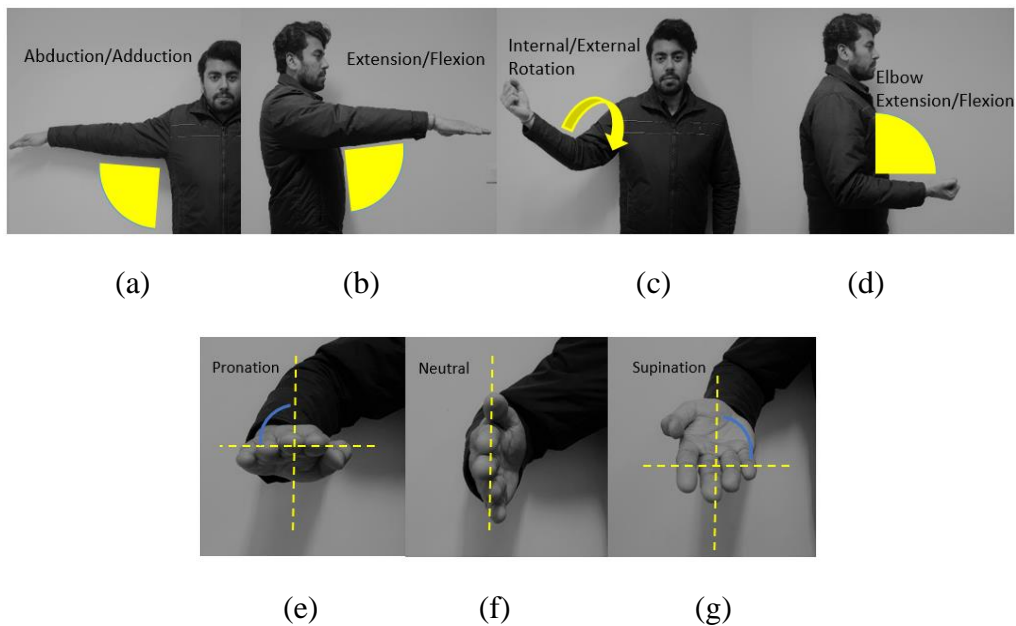 Abduction/Adduction
Extension/Flexion
Internal/External
Rotation
Elbow
Extension/Flexion
(a)
(b)
(c)
(d)
Pronation
Neutral
Supination
(e)
(f)
(g)